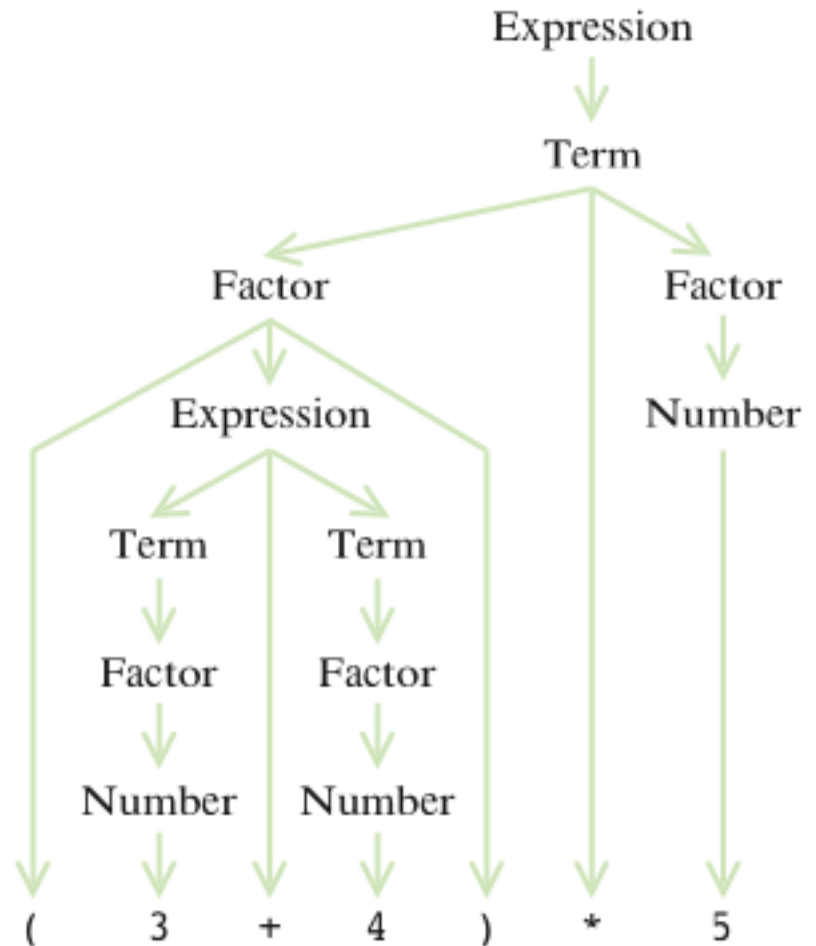 Expression
Term
Factor Factor
Expression Number
Term Term
Factor Factor
Number Number
( 3 + 4 ) * 5